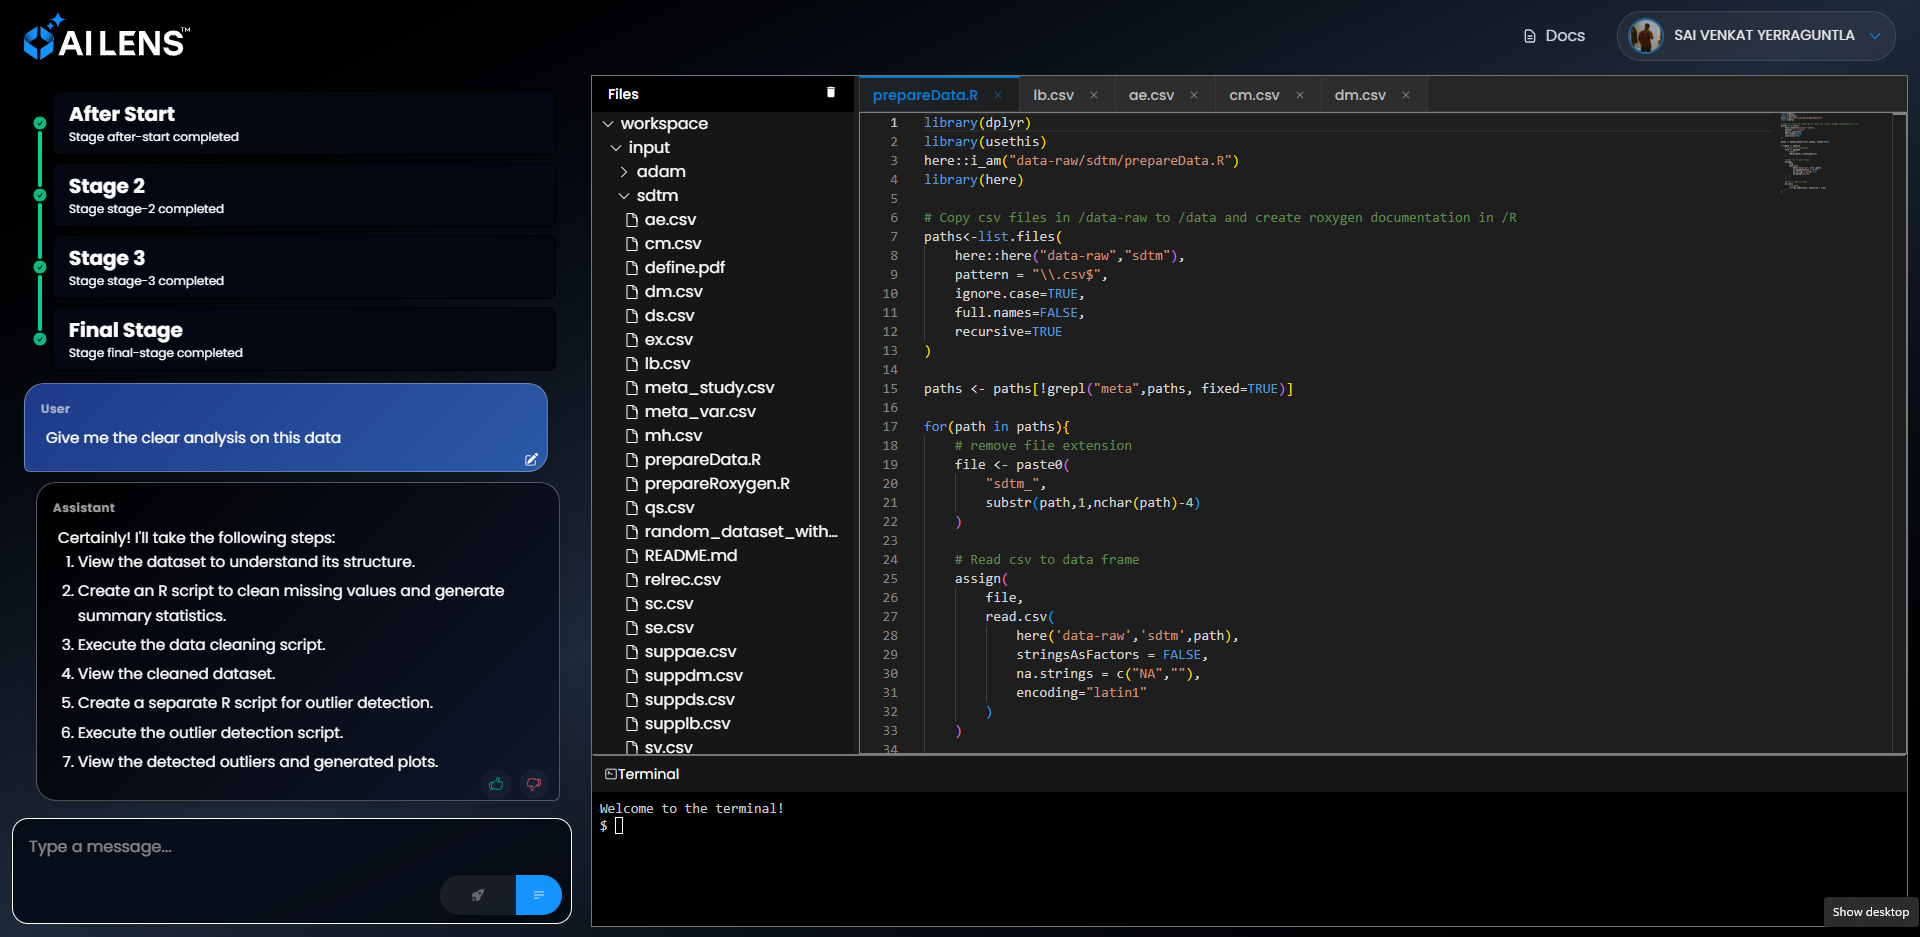 AI LENS™
Docs
SAI VENKAT YERRAGUNTLA
After Start
Stage after-start completed
Stage 2
Stage stage-2 completed
Stage 3
Stage stage-3 completed
Final Stage
Stage final-stage completed
User
Give me the clear analysis on this data
Assistant
Certainly! I'll take the following steps:
1. View the dataset to understand its structure.
2. Create an R script to clean missing values and generate
summary statistics.
3. Execute the data cleaning script.
4. View the cleaned dataset.
5. Create a separate R script for outlier detection.
6. Execute the outlier detection script.
7. View the detected outliers and generated plots.
Type a message...
Files
workspace
input
adam
sdtm
ae.csv
cm.csv
define.pdf
dm.csv
ds.csv
ex.csv
lb.csv
meta_study.csv
meta_var.csv
mh.csv
prepareData.R
prepareRoxygen.R
qs.csv
random_dataset_with...
README.md
relrec.csv
sc.csv
se.csv
suppae.csv
suppdm.csv
suppds.csv
supplb.csv
sv.csv
prepareData.R × lb.csv × ae.csv × cm.csv × dm.csv ×
1 library(dplyr)
2 library(usethis)
3 here::i_am("data-raw/sdtm/prepareData.R")
4 library(here)
5
6 # Copy csv files in /data-raw to /data and create roxygen documentation in /R
7 paths<-list.files(
8 here::here("data-raw","sdtm"),
9 pattern = "\\.csv$",
10 ignore.case=TRUE,
11 full.names=FALSE,
12 recursive=TRUE
13 )
14
15 paths <- paths[!grepl("meta",paths, fixed=TRUE)]
16
17 for(path in paths){
18 # remove file extension
19 file <- paste0(
20 "sdtm_",
21 substr(path,1,nchar(path)-4)
22 )
23
24 # Read csv to data frame
25 assign(
26 file,
27 read.csv(
28 here('data-raw','sdtm',path),
29 stringsAsFactors = FALSE,
30 na.strings = c("NA",""),
31 encoding="latin1"
32 )
33 )
34
Terminal
Welcome to the terminal!
$
Show desktop